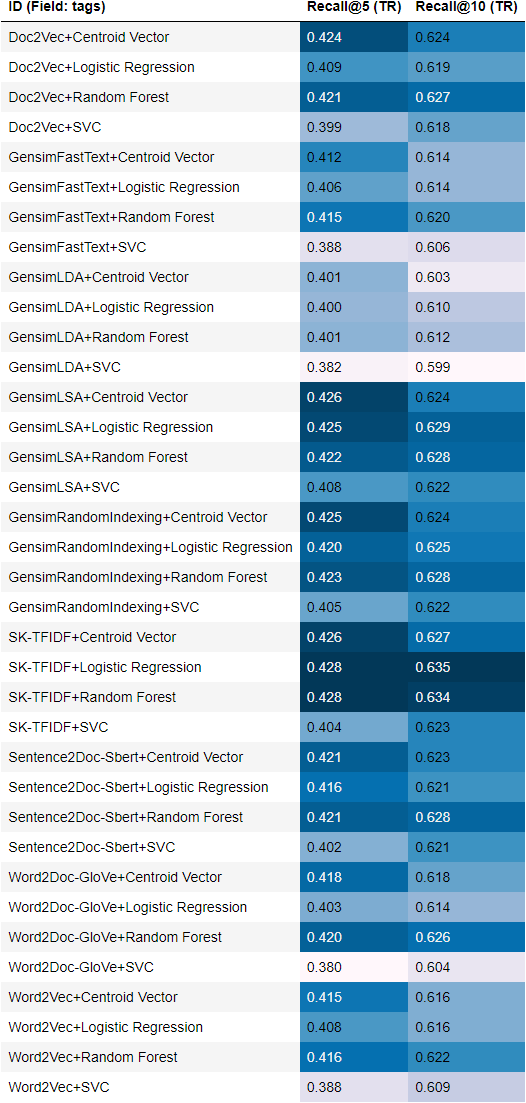 ID (Field: tags) Recall@5 (TR) Recall@10 (TR)
Doc2Vec+Centroid Vector 0.424 0.624
Doc2Vec+Logistic Regression 0.409 0.619
Doc2Vec+Random Forest 0.421 0.627
Doc2Vec+SVC 0.399 0.618
GensimFastText+Centroid Vector 0.412 0.614
GensimFastText+Logistic Regression 0.406 0.614
GensimFastText+Random Forest 0.415 0.620
GensimFastText+SVC 0.388 0.606
GensimLDA+Centroid Vector 0.401 0.603
GensimLDA+Logistic Regression 0.400 0.610
GensimLDA+Random Forest 0.401 0.612
GensimLDA+SVC 0.382 0.599
GensimLSA+Centroid Vector 0.426 0.624
GensimLSA+Logistic Regression 0.425 0.629
GensimLSA+Random Forest 0.422 0.628
GensimLSA+SVC 0.408 0.622
GensimRandomIndexing+Centroid Vector 0.425 0.624
GensimRandomIndexing+Logistic Regression 0.420 0.625
GensimRandomIndexing+Random Forest 0.423 0.628
GensimRandomIndexing+SVC 0.405 0.622
SK-TFIDF+Centroid Vector 0.426 0.627
SK-TFIDF+Logistic Regression 0.428 0.635
SK-TFIDF+Random Forest 0.428 0.634
SK-TFIDF+SVC 0.404 0.623
Sentence2Doc-Sbert+Centroid Vector 0.421 0.623
Sentence2Doc-Sbert+Logistic Regression 0.416 0.621
Sentence2Doc-Sbert+Random Forest 0.421 0.628
Sentence2Doc-Sbert+SVC 0.402 0.621
Word2Doc-GloVe+Centroid Vector 0.418 0.618
Word2Doc-GloVe+Logistic Regression 0.403 0.614
Word2Doc-GloVe+Random Forest 0.420 0.626
Word2Doc-GloVe+SVC 0.380 0.604
Word2Vec+Centroid Vector 0.415 0.616
Word2Vec+Logistic Regression 0.408 0.616
Word2Vec+Random Forest 0.416 0.622
Word2Vec+SVC 0.388 0.609